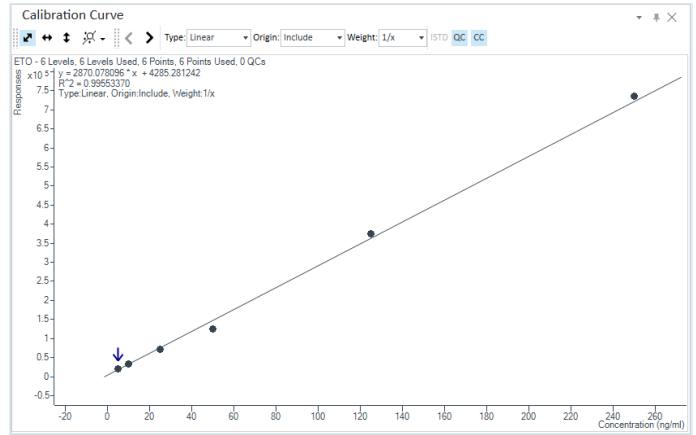 Calibration Curve
Type: Linear Origin: Include Weight: 1/x ISTD QC CC
ETO - 6 Levels, 6 Levels Used, 6 Points, 6 Points Used, 0 QCs
Responses
x10 5
y = 2870.078096 * x + 4285.281242
R^2 = 0.99553370
Type:Linear, Origin:Include, Weight:1/x
7.5
7
6.5
6
5.5
5
4.5
4
3.5
3
2.5
2
1.5
1
0.5
0
-0.5
-20 0 20 40 60 80 100 120 140 160 180 200 220 240 260
Concentration (ng/ml)